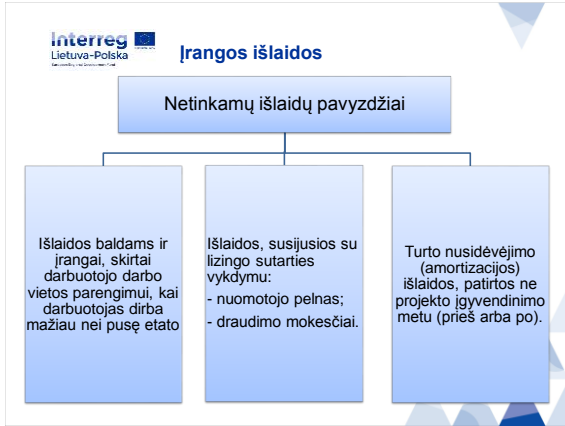 Interreg
Lietuva-Polska
Įrangos išlaidos
Netinkamų išlaidų pavyzdžiai
Išlaidos baldams ir
įrangai, skirtai
darbuotojo darbo
vietos parengimui, kai
darbuotojas dirba
mažiau nei pusę etato
Išlaidos, susijusios su
lizingo sutarties
vykdymu:
- nuomotojo pelnas;
- draudimo mokesčiai.
Turto nusidėvėjimo
(amortizacijos)
išlaidos, patirtos ne
projekto įgyvendinimo
metu (prieš arba po).